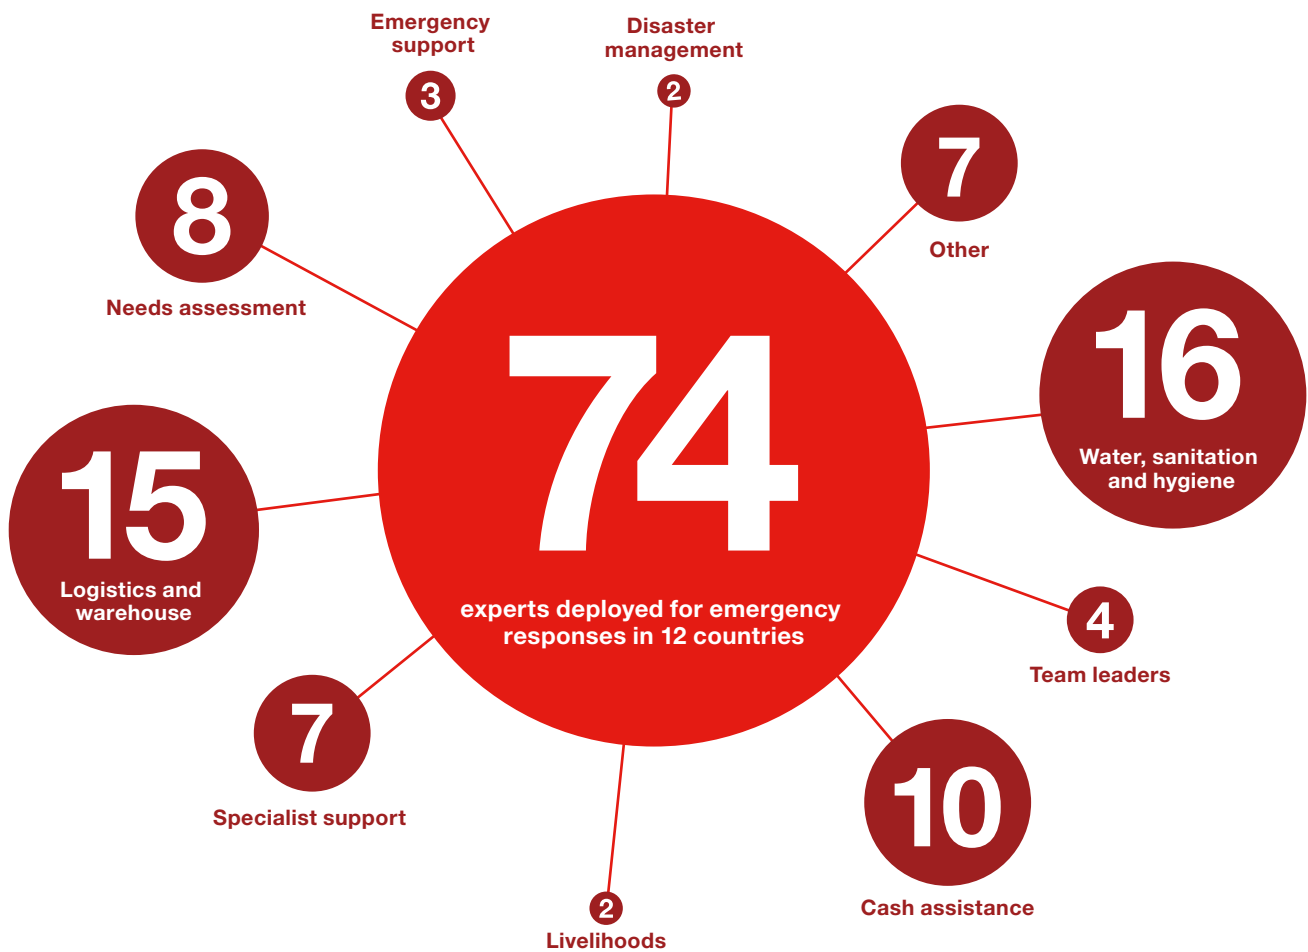 Emergency
support
3
Disaster
management
2
7
Other
8
Needs assessment
74
experts deployed for emergency
responses in 12 countries
16
Water, sanitation
and hygiene
15
Logistics and
warehouse
4
Team leaders
7
Specialist support
10
Cash assistance
2
Livelihoods